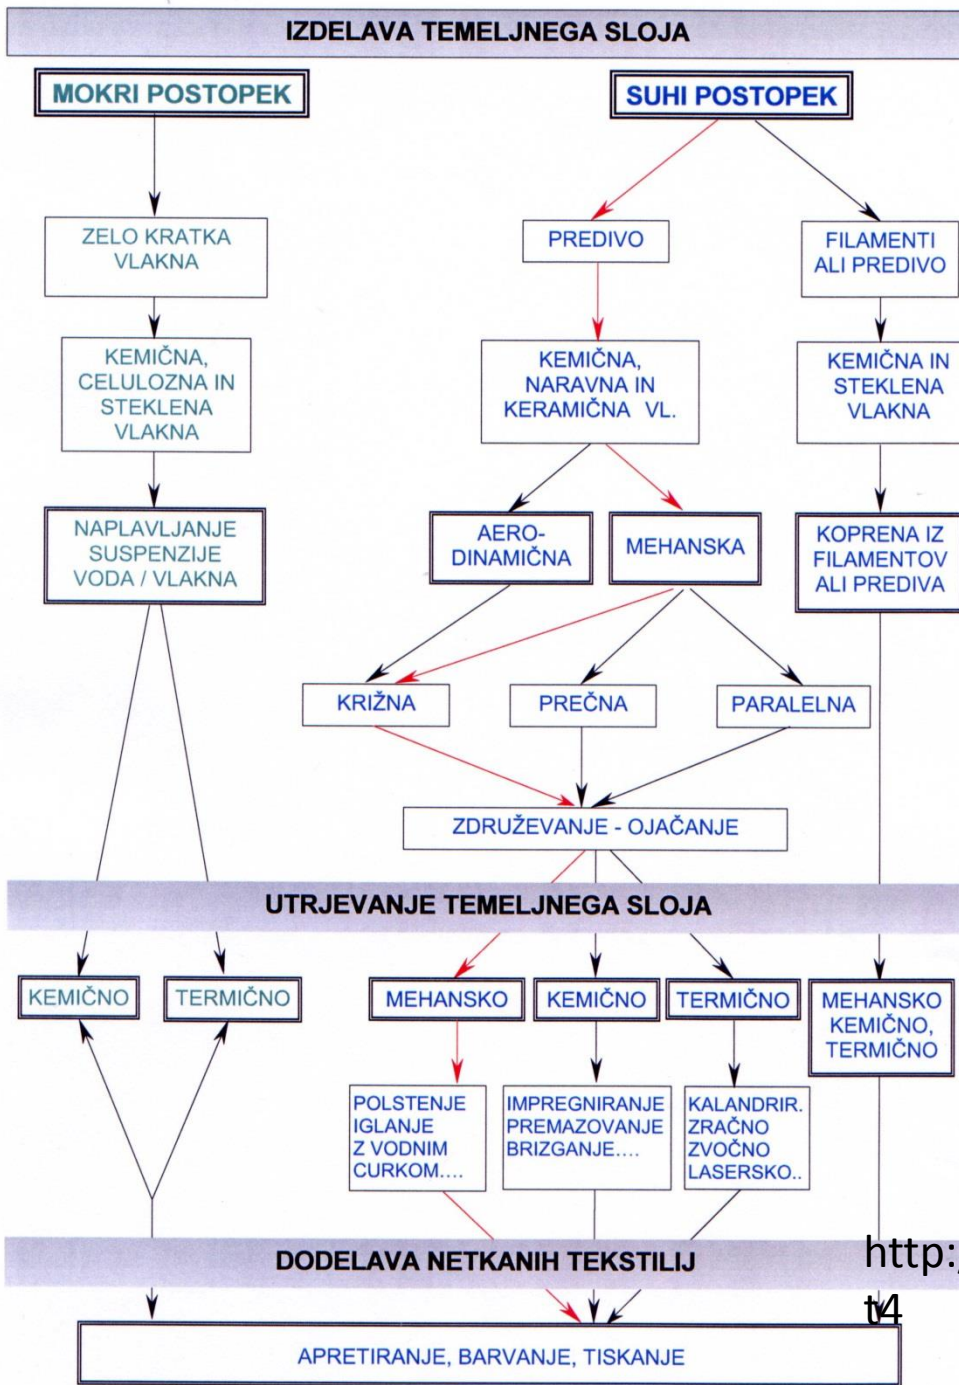 IZDELAVA TEMELJNEGA SLOJA
MOKRI POSTOPEK
SUHI POSTOPEK
ZELO KRATKA
VLAKNA
PREDIVO
FILAMENTI
ALI PREDIVO
KEMIČNA,
CELULOZNA IN
STEKLENA
VLAKNA
KEMIČNA,
NARAVNA IN
KERAMIČNA VL.
KEMIČNA IN
STEKLENA
VLAKNA
NAPLAVLJANJE
SUSPENZIJE
VODA / VLAKNA
AERO-
DINAMIČNA
MEHANSKA
KOPRENA IZ
FILAMENTOV
ALI PREDIVA
KRIŽNA
PREČNA
PARALELNA
ZDRUŽEVANJE - OJAČANJE
UTRJEVANJE TEMELJNEGA SLOJA
KEMIČNO
TERMIČNO
MEHANSKO
KEMIČNO
TERMIČNO
MEHANSKO
KEMIČNO,
TERMIČNO
POLSTENJE
IGLANJE
Z VODNIM
CURKOM....
IMPREGNIRANJE
PREMAZOVANJE
BRIZGANJE....
KALANDRIR.
ZRAČNO
ZVOČNO
LASERSKO..
DODELAVA NETKANIH TEKSTILIJ
http:/
t4
APRETIRANJE, BARVANJE, TISKANJE